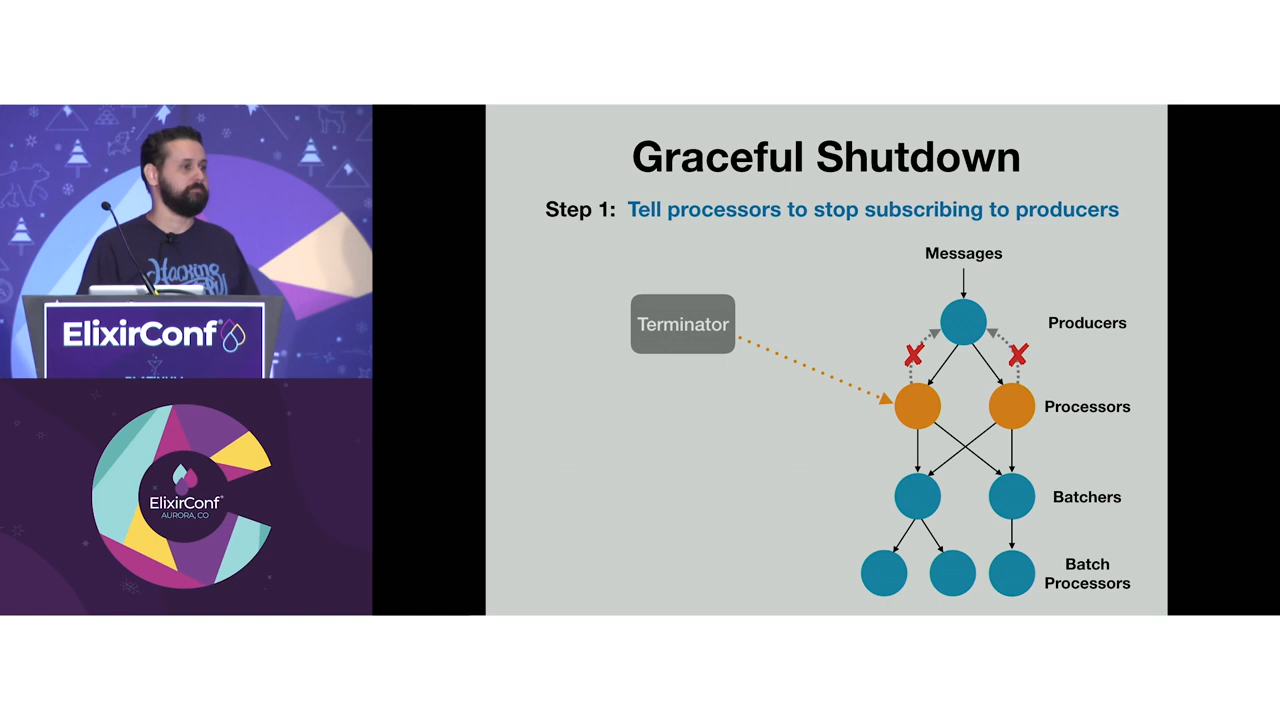 Hacking
ElixirConf
ElixirConf
AURORA, CO
Graceful Shutdown
Step 1: Tell processors to stop subscribing to producers
Messages
Terminator
Producers
Processors
Batchers
Batch
Processors